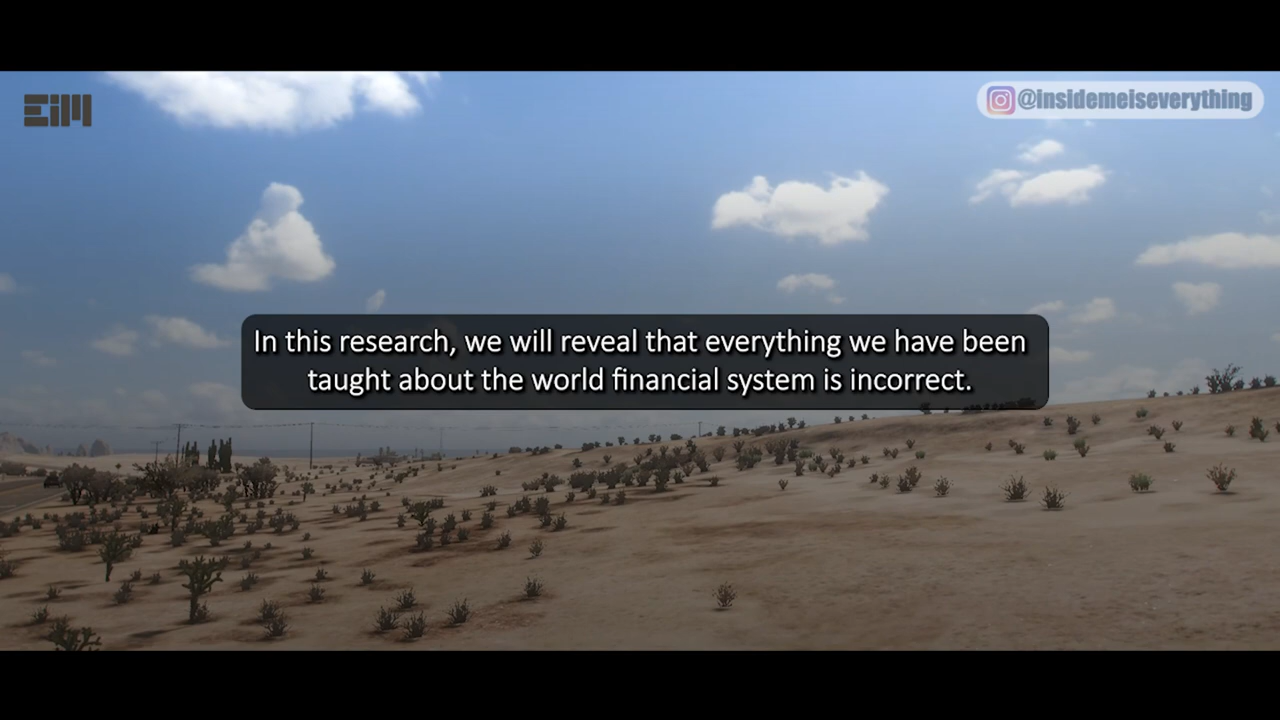 EiM
@insidemeiseverything
In this research, we will reveal that everything we have been
taught about the world financial system is incorrect.